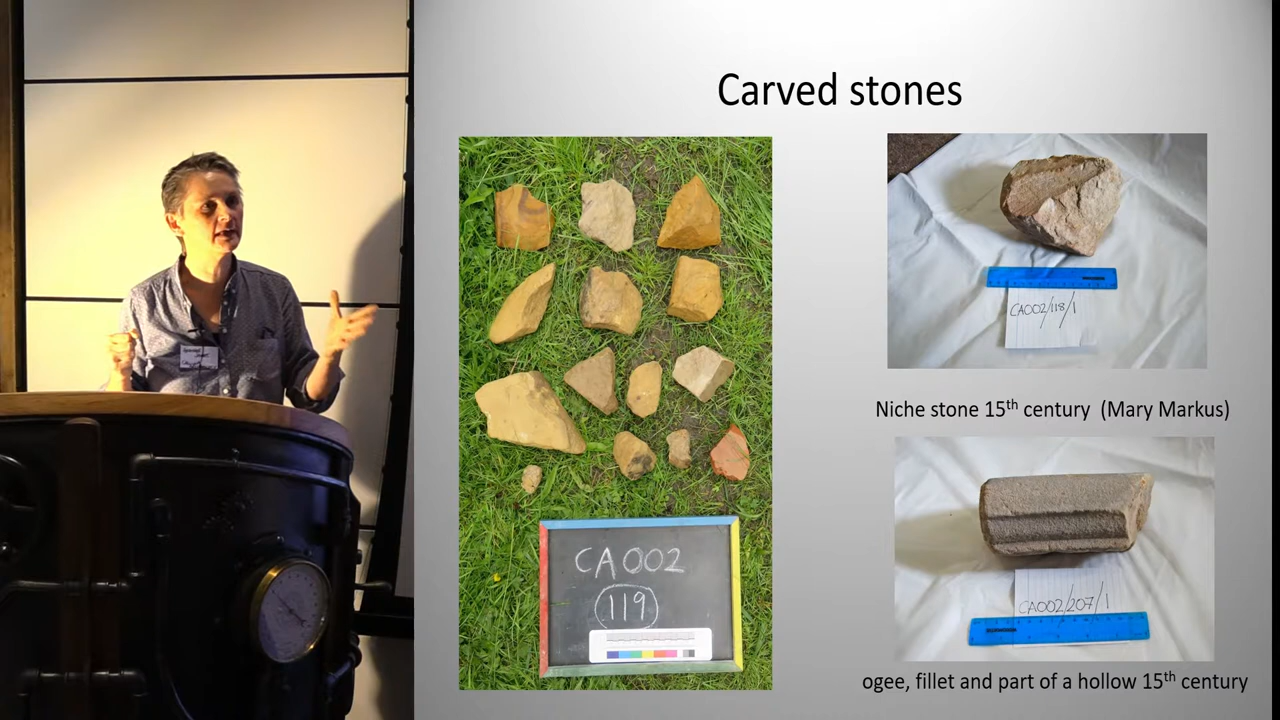 Carved stones
CA002
119
CA002/118/1
Niche stone 15th century (Mary Markus)
CA002/207/1
ogee, fillet and part of a hollow 15th century